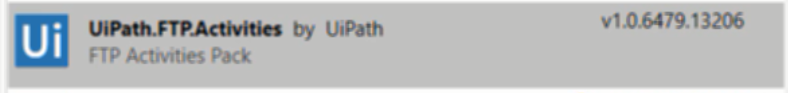 Ui UiPath.FTP.Activities by UiPath v1.0.6479.13206
FTP Activities Pack